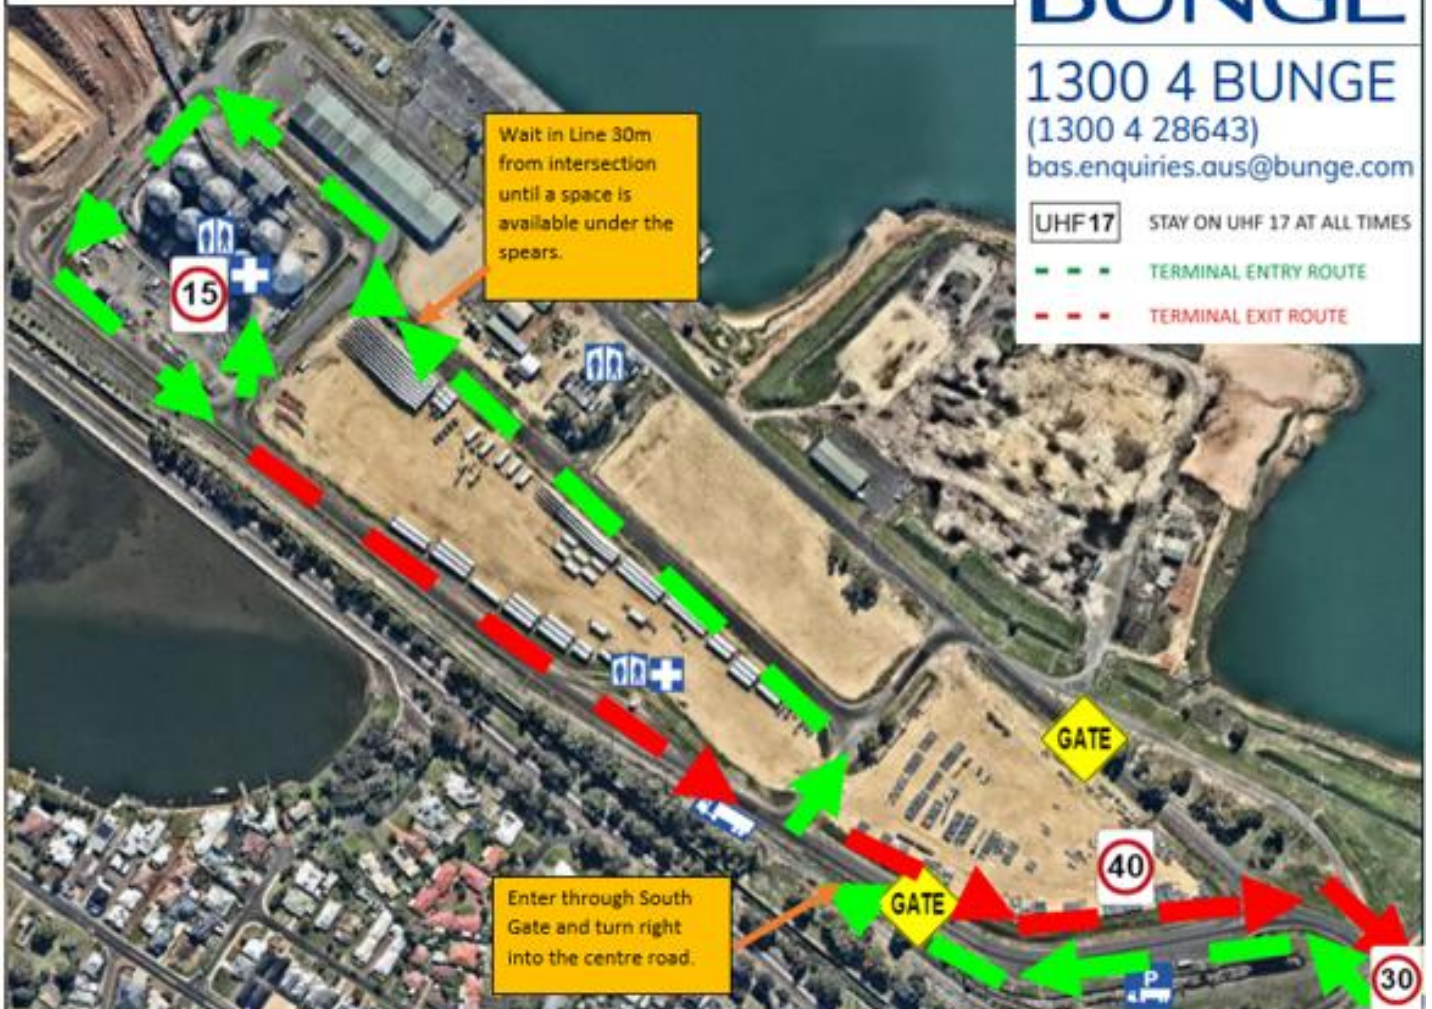 BUNGE
1300 4 BUNGE
(1300 4 28643)
bas.enquiries.aus@bunge.com
UHF 17 STAY ON UHF 17 AT ALL TIMES
TERMINAL ENTRY ROUTE
TERMINAL EXIT ROUTE
Wait in Line 30m
from intersection
until a space is
available under the
spears.
15
GATE
40
GATE
Enter through South
Gate and turn right
into the centre road.
P
30